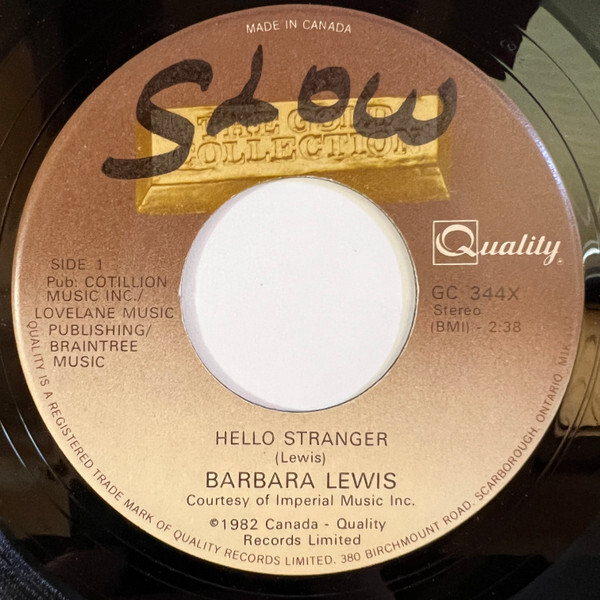 MADE IN CANADA
SLOW
THE GOLD
COLLECTION
Quality
SIDE 1
Pub: COTILLION
MUSIC INC./
LOVELANE MUSIC
PUBLISHING/
BRAINTREE
MUSIC
GC 344X
Stereo
(BMI) - 2:38
HELLO STRANGER
(Lewis)
BARBARA LEWIS
Courtesy of Imperial Music Inc.
©1982 Canada - Quality
Records Limited
QUALITY IS A REGISTERED TRADE MARK OF QUALITY RECORDS LIMITED. 380 BIRCHMOUNT ROAD, SCARBOROUGH, ONTARIO,